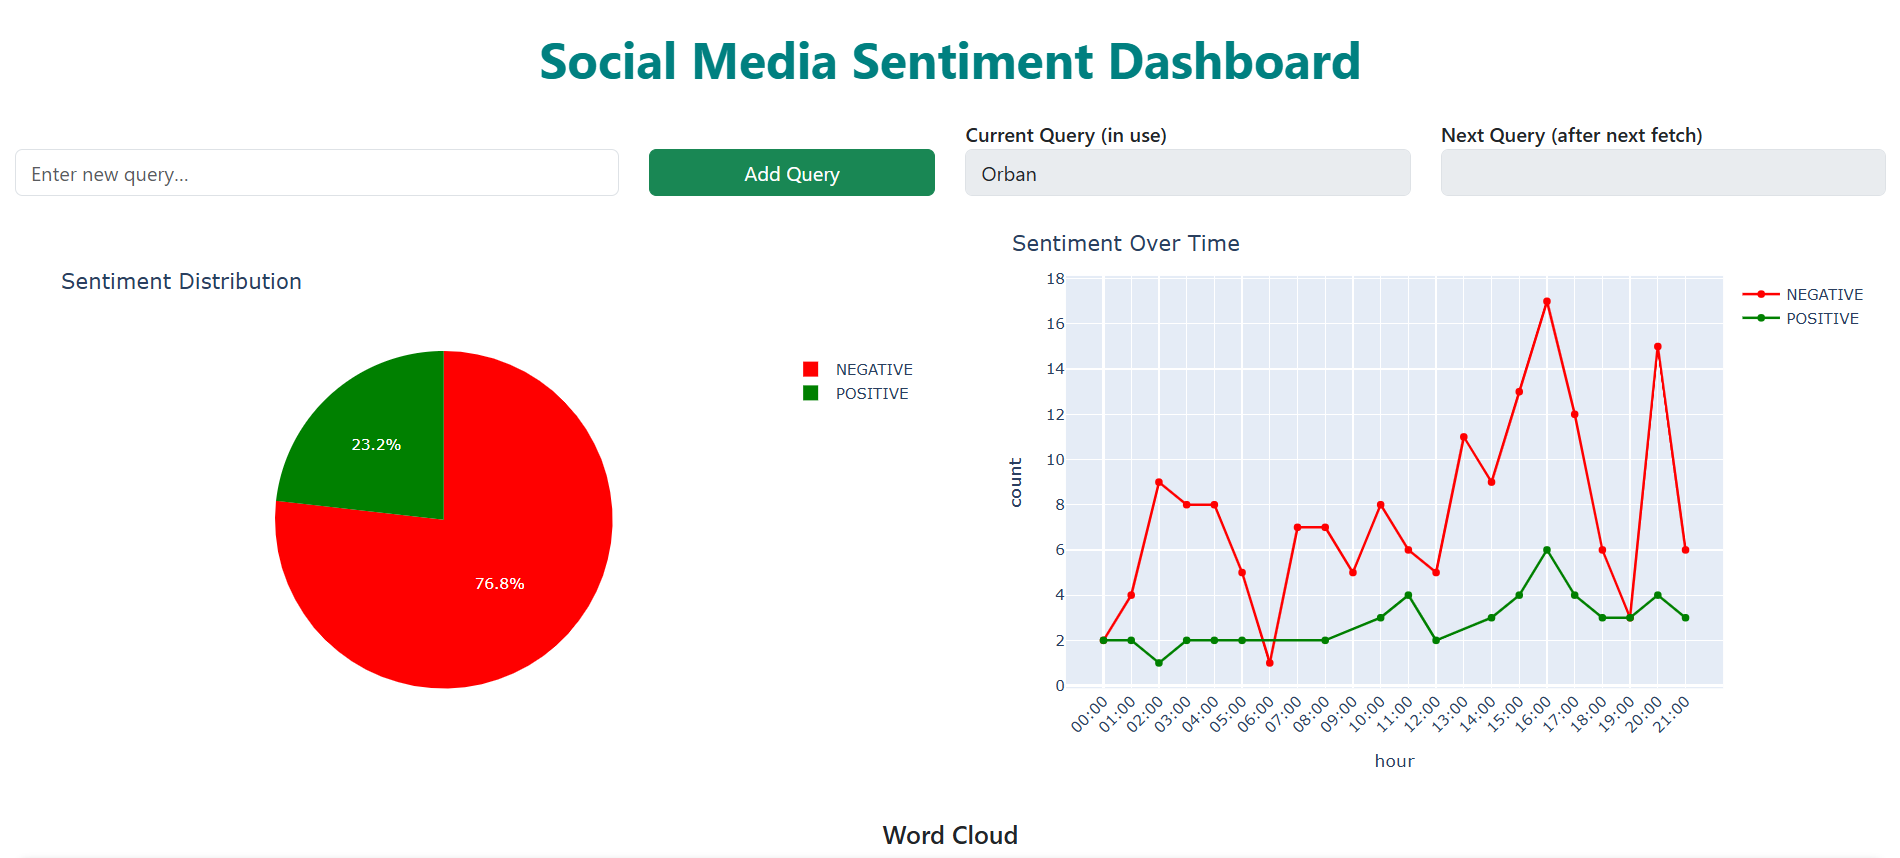 Social Media Sentiment Dashboard
Enter new query...
Add Query
Current Query (in use)
Orban
Next Query (after next fetch)
Sentiment Distribution
NEGATIVE
POSITIVE
23.2%
76.8%
Sentiment Over Time
NEGATIVE
POSITIVE
count
18
16
14
12
10
8
6
4
2
0
00:00
01:00
02:00
03:00
04:00
05:00
06:00
07:00
08:00
09:00
10:00
11:00
12:00
13:00
14:00
15:00
16:00
17:00
18:00
19:00
20:00
21:00
hour
Word Cloud